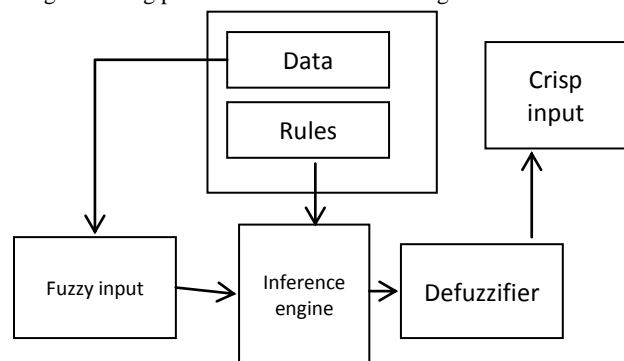 Data
Rules
Crisp
input
Fuzzy input
Inference
engine
Defuzzifier